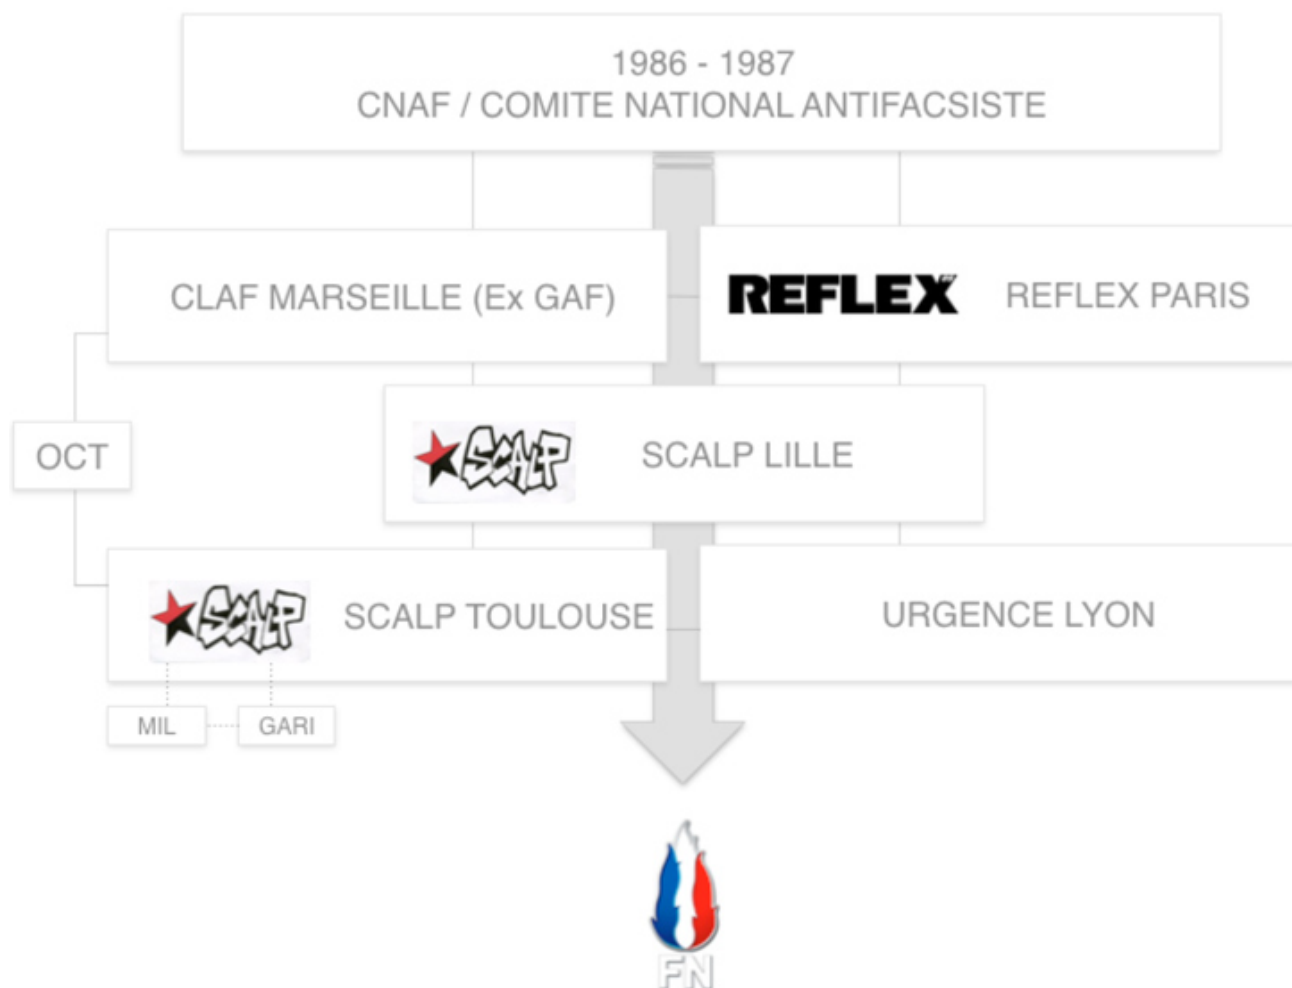 1986 - 1987
CNAF / COMITE NATIONAL ANTIFACSISTE
CLAF MARSEILLE (Ex GAF)
REFLEX REFLEX PARIS
OCT
SCALP SCALP LILLE
SCALP SCALP TOULOUSE
URGENCE LYON
MIL
GARI
FN